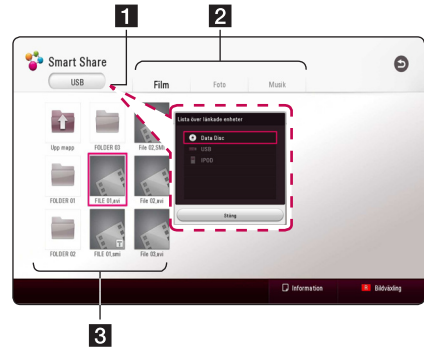 1
2
Smart Share
USB
Film Foto Musik
Lista över länkade enheter
Data Disc
USB
IPOD
Stäng
Upp mapp FOLDER 03 File 02,5MB
FOLDER 01 FILE 01.avi File 02.avi
FOLDER 02 FILE 01.smi File 03.avi
T
Information Bildväxling
3